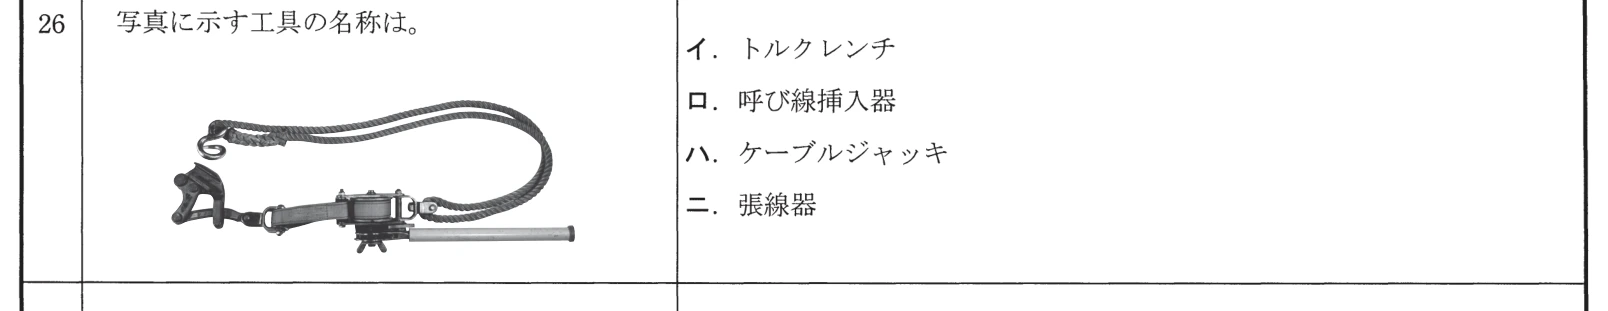 26 写真に示す工具の名称は。
イ. トルクレンチ
ロ. 呼び線挿入器
ハ. ケーブルジャッキ
ニ. 張線器